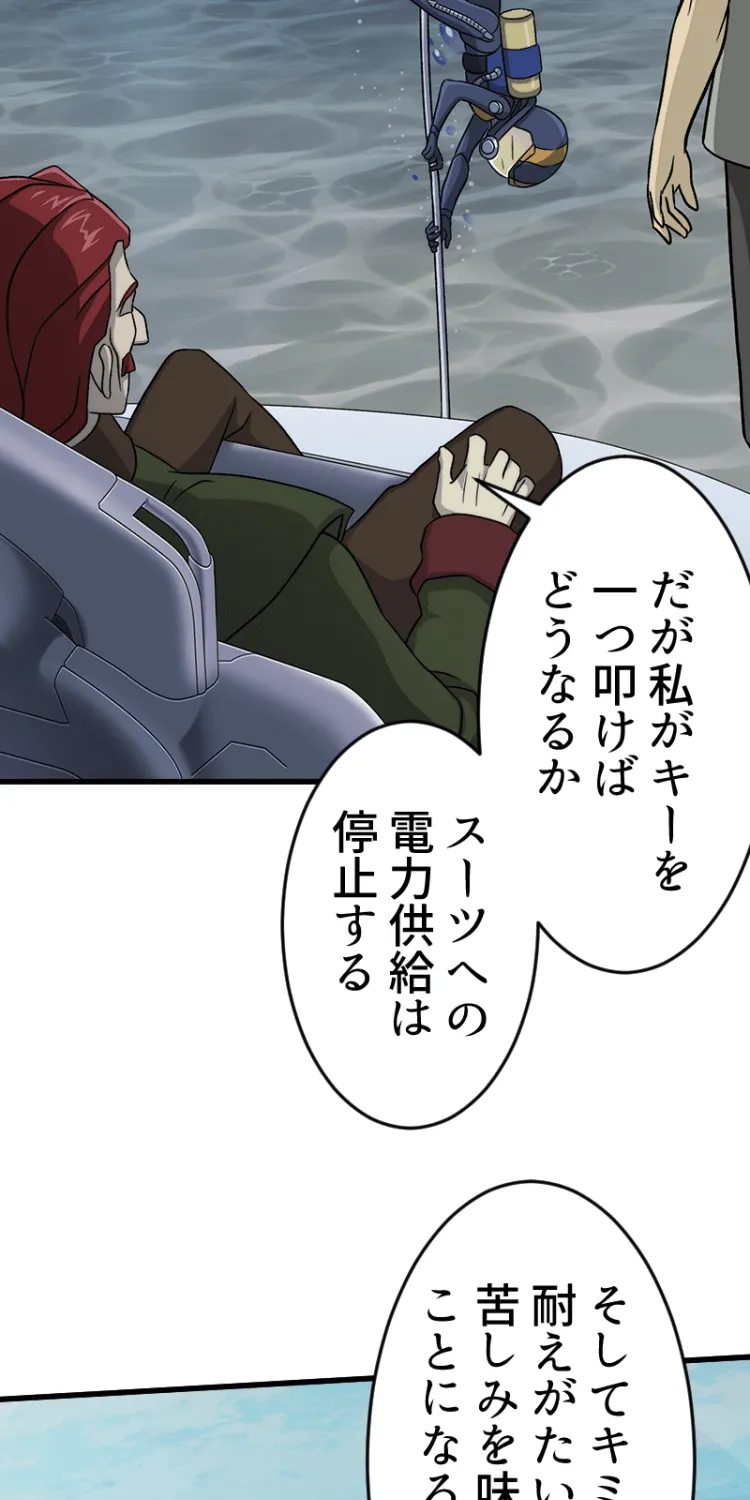 だが私がキーを
一つ叩けば
どうなるか
スーツへの
電力供給は
停止する
そしてキミ
耐えがたい
苦しみを味
ことになる